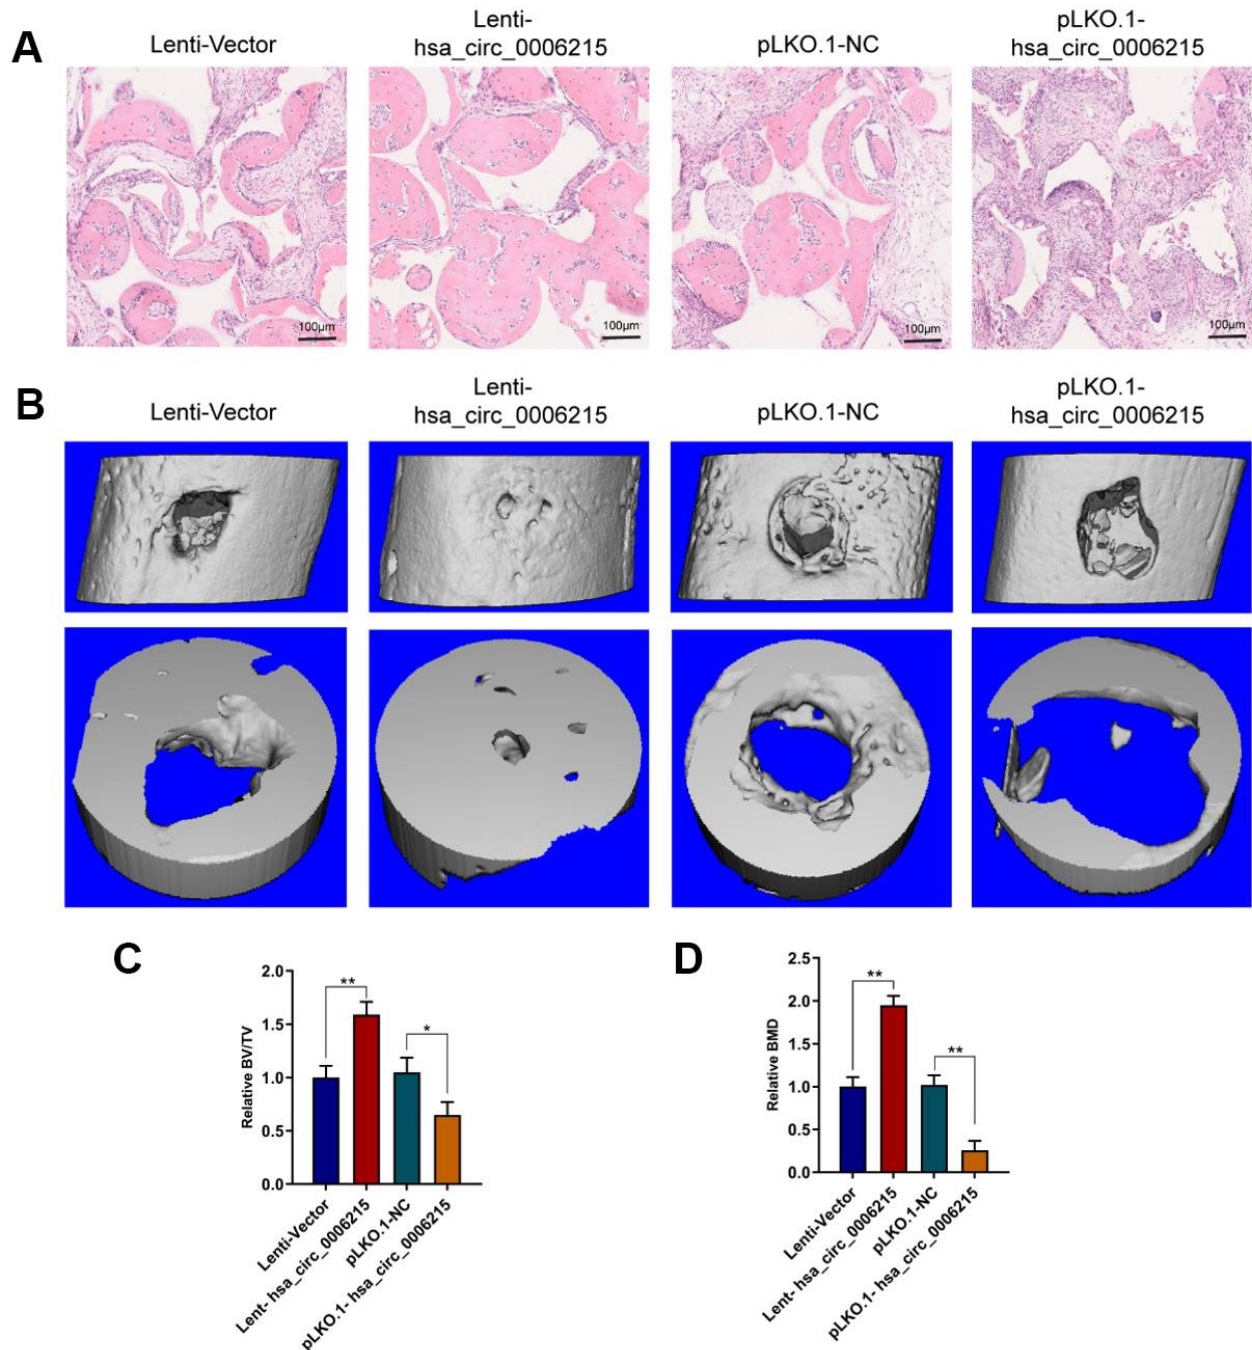 A
Lenti-Vector
Lenti-
hsa_circ_0006215
pLKO.1-NC
pLKO.1-
hsa_circ_0006215
100µm
100µm
100µm
100µm
B
Lenti-Vector
Lenti-
hsa_circ_0006215
pLKO.1-NC
pLKO.1-
hsa_circ_0006215
C
Relative BV/TV
2.0
1.5
1.0
0.5
0.0
**
*
Lenti-Vector
Lent- hsa_circ_0006215
pLKO.1-NC
pLKO.1- hsa_circ_0006215
D
Relative BMD
2.5
2.0
1.5
1.0
0.5
0.0
**
**
Lenti-Vector
Lent- hsa_circ_0006215
pLKO.1-NC
pLKO.1- hsa_circ_0006215